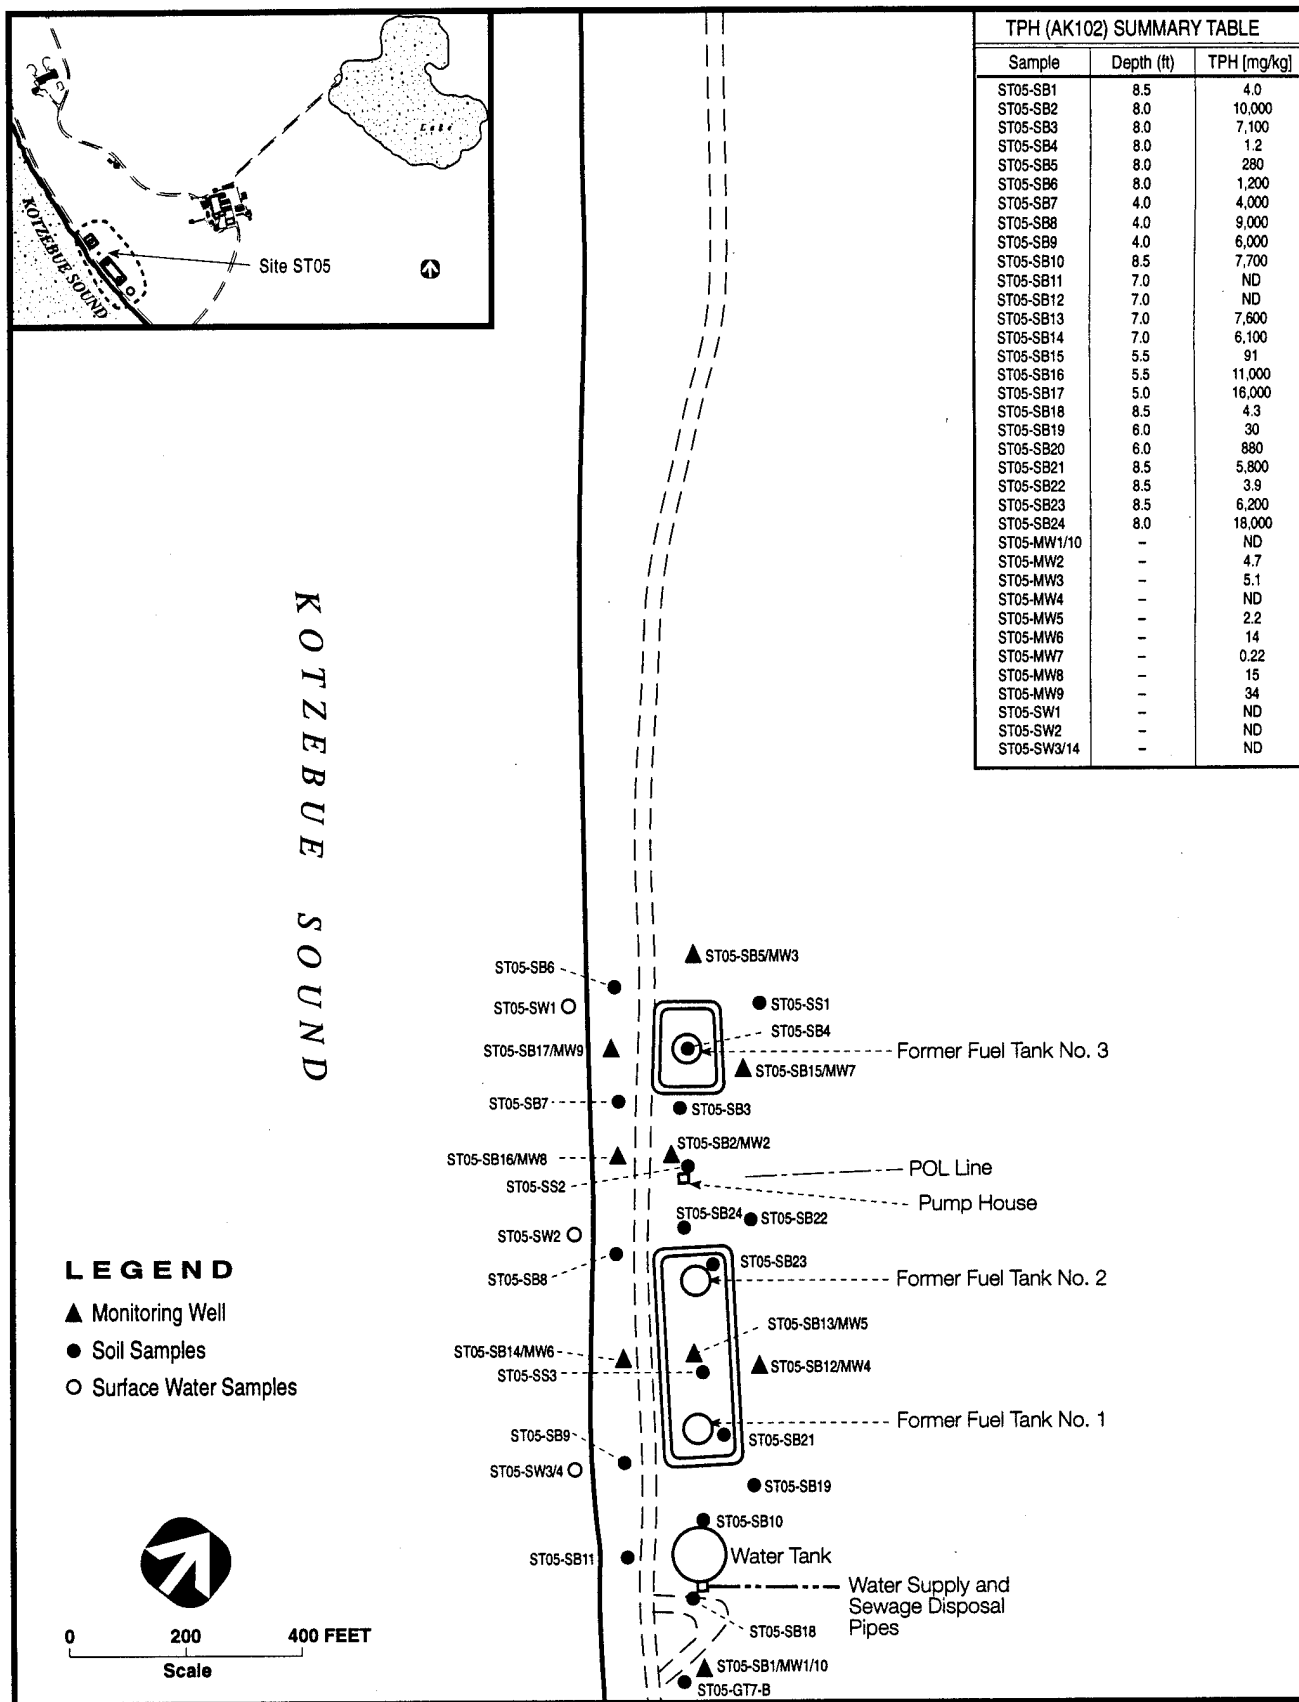 TPH (AK102) SUMMARY TABLE
Sample Depth (ft) TPH [mg/kg]
ST05-SB1 8.5 4.0
ST05-SB2 8.0 10,000
ST05-SB3 8.0 7,100
ST05-SB4 8.0 1.2
ST05-SB5 8.0 280
ST05-SB6 8.0 1,200
ST05-SB7 4.0 4,000
ST05-SB8 4.0 9,000
ST05-SB9 4.0 6,000
ST05-SB10 8.5 7,700
ST05-SB11 7.0 ND
ST05-SB12 7.0 ND
ST05-SB13 7.0 7,600
ST05-SB14 7.0 6,100
ST05-SB15 5.5 91
ST05-SB16 5.5 11,000
ST05-SB17 5.0 16,000
ST05-SB18 8.5 4.3
ST05-SB19 6.0 30
ST05-SB20 6.0 880
ST05-SB21 8.5 5,800
ST05-SB22 8.5 3.9
ST05-SB23 8.5 6,200
ST05-SB24 8.0 18,000
ST05-MW1/10 – ND
ST05-MW2 – 4.7
ST05-MW3 – 5.1
ST05-MW4 – ND
ST05-MW5 – 2.2
ST05-MW6 – 14
ST05-MW7 – 0.22
ST05-MW8 – 15
ST05-MW9 – 34
ST05-SW1 – ND
ST05-SW2 – ND
ST05-SW3/14 – ND
Lake
KOTZEBUE SOUND
Site ST05
KOTZEBUE SOUND
ST05-SB5/MW3
ST05-SB6
ST05-SW1
ST05-SS1
ST05-SB4
ST05-SB17/MW9
Former Fuel Tank No. 3
ST05-SB15/MW7
ST05-SB7
ST05-SB3
ST05-SB2/MW2
ST05-SB16/MW8
POL Line
ST05-SS2
Pump House
ST05-SB24
ST05-SB22
ST05-SW2
ST05-SB23
ST05-SB8
Former Fuel Tank No. 2
ST05-SB13/MW5
ST05-SB14/MW6
ST05-SB12/MW4
ST05-SS3
Former Fuel Tank No. 1
ST05-SB9
ST05-SB21
ST05-SW3/4
ST05-SB19
ST05-SB10
ST05-SB11
Water Tank
Water Supply and
Sewage Disposal
Pipes
ST05-SB18
ST05-SB1/MW1/10
ST05-GT7-B
LEGEND
Monitoring Well
Soil Samples
Surface Water Samples
0 200 400 FEET
Scale